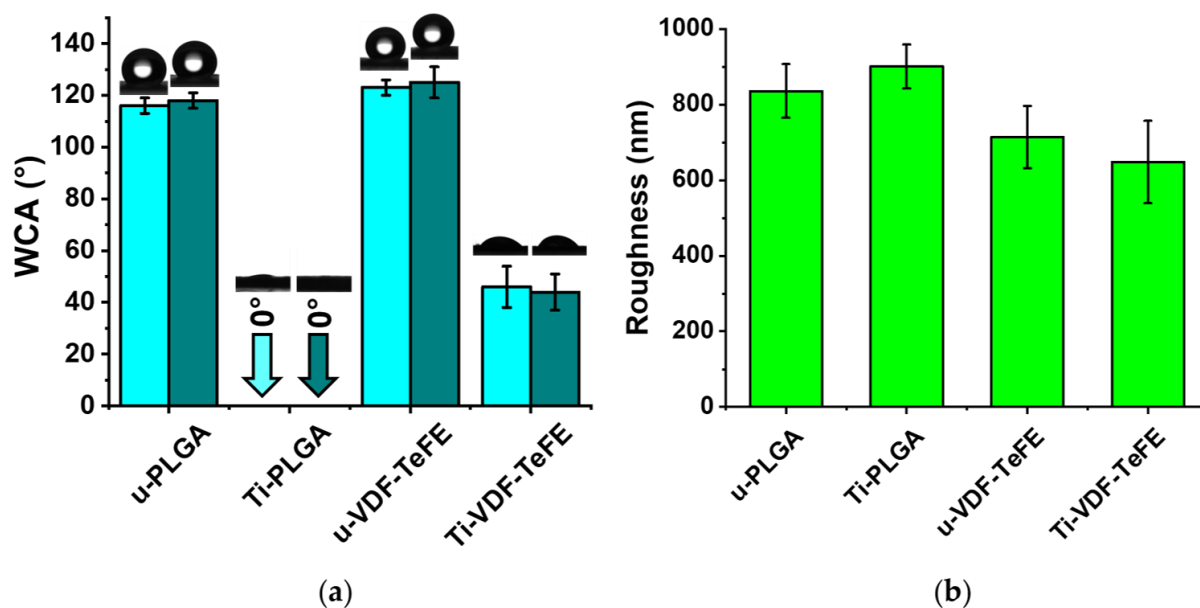 WCA (°)
140
120
100
80
60
40
20
0
0°
0°
u-PLGA
Ti-PLGA
u-VDF-TeFE
Ti-VDF-TeFE
(a)
Roughness (nm)
1000
800
600
400
200
0
u-PLGA
Ti-PLGA
u-VDF-TeFE
Ti-VDF-TeFE
(b)